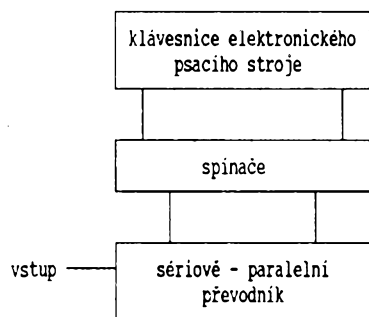 klávesnice elektronického
psacího stroje
spínače
vstup
sériově - paralelní
převodník